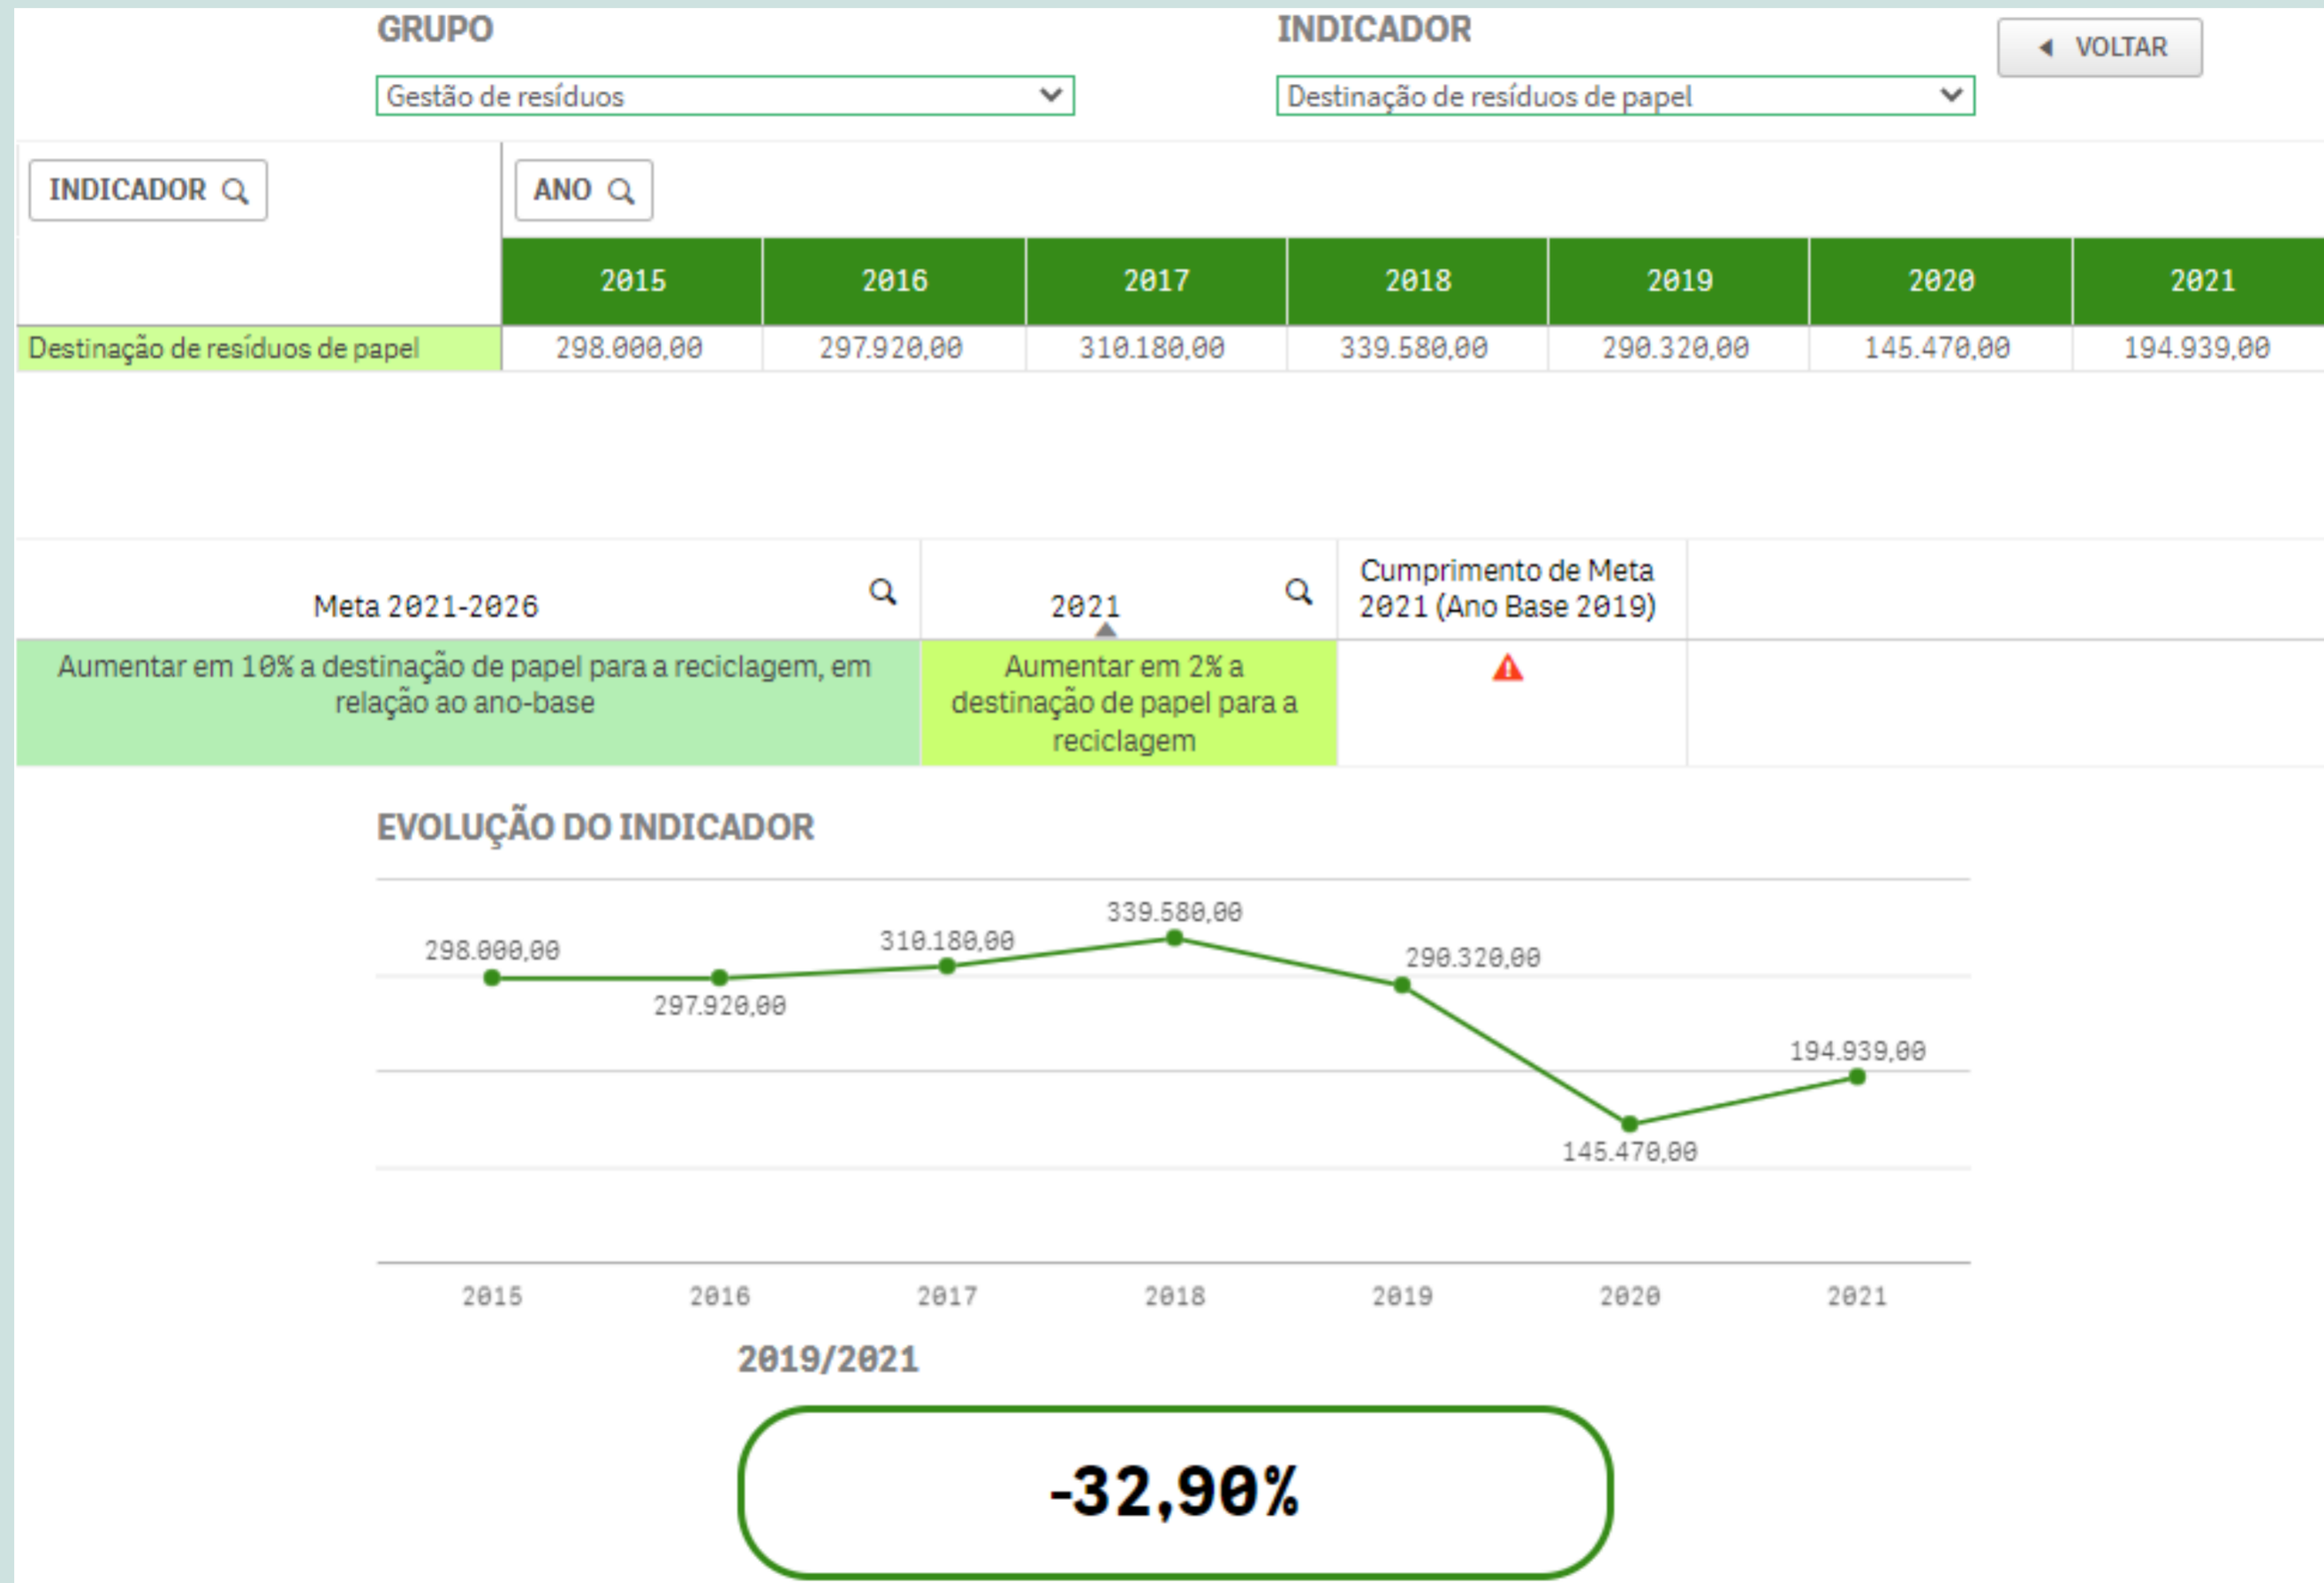 GRUPO
INDICADOR
VOLTAR
Gestão de resíduos
Destinação de resíduos de papel
INDICADOR
ANO
2015 2016 2017 2018 2019 2020 2021
Destinação de resíduos de papel 298.000,00 297.920,00 310.180,00 339.580,00 290.320,00 145.470,00 194.939,00
Meta 2021-2026
2021
Cumprimento de Meta
2021 (Ano Base 2019)
Aumentar em 10% a destinação de papel para a reciclagem, em
relação ao ano-base
Aumentar em 2% a
destinação de papel para a
reciclagem
EVOLUÇÃO DO INDICADOR
298.000,00
297.920,00
310.180,00
339.580,00
290.320,00
145.470,00
194.939,00
2015 2016 2017 2018 2019 2020 2021
2019/2021
-32,90%